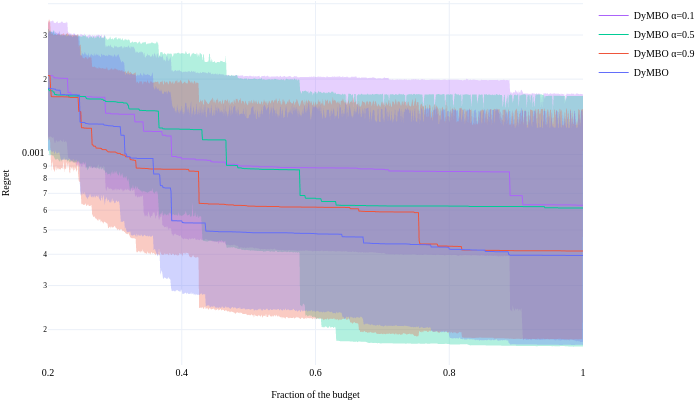 DyMBO α=0.1
DyMBO α=0.5
DyMBO α=0.9
DyMBO
3
2
0.001
9
8
7
6
5
4
3
2
Regret
0.2
0.4
0.6
0.8
1
Fraction of the budget